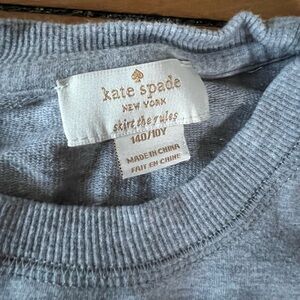 kate spade
NEW YORK
skirt the rules
140/10Y
MADE IN CHINA
FAIT EN CHINE